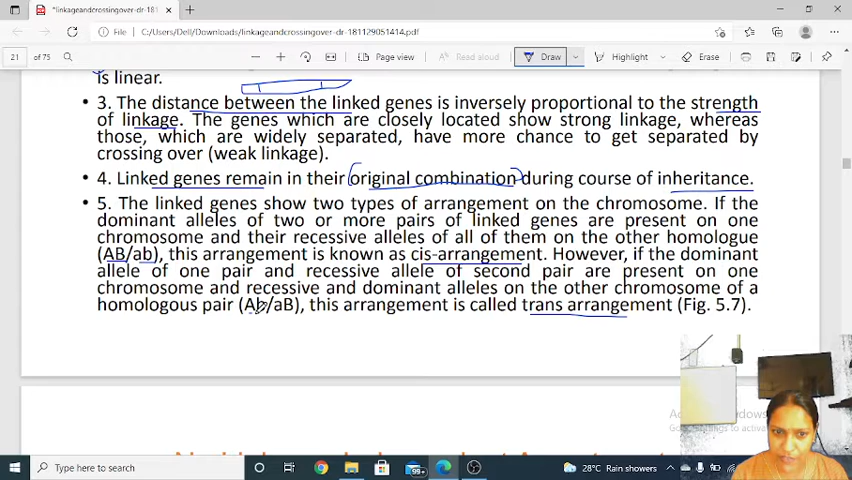 *linkageandcrossingover-dr-181
File
C:/Users/Dell/Downloads/linkageandcrossingover-dr-181129051414.pdf
21 of 75
Page view
Read aloud
Draw
Highlight
Erase
is linear.
• 3. The distance between the linked genes is inversely proportional to the strength
of linkage. The genes which are closely located show strong linkage, whereas
those, which are widely separated, have more chance to get separated by
crossing over (weak linkage).
• 4. Linked genes remain in their original combination during course of inheritance.
• 5. The linked genes show two types of arrangement on the chromosome. If the
dominant alleles of two or more pairs of linked genes are present on one
chromosome and their recessive alleles of all of them on the other homologue
(AB/ab), this arrangement is known as cis-arrangement. However, if the dominant
allele of one pair and recessive allele of second pair are present on one
chromosome and recessive and dominant alleles on the other chromosome of a
homologous pair (Ab/aB), this arrangement is called trans arrangement (Fig. 5.7).
Type here to search
99+
28°C Rain showers